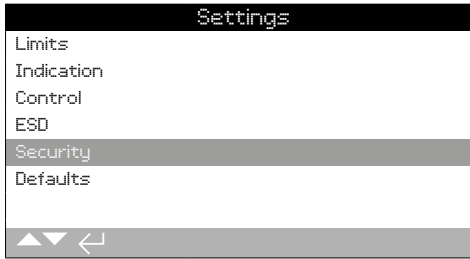 Settings
Limits
Indication
Control
ESD
Security
Defaults